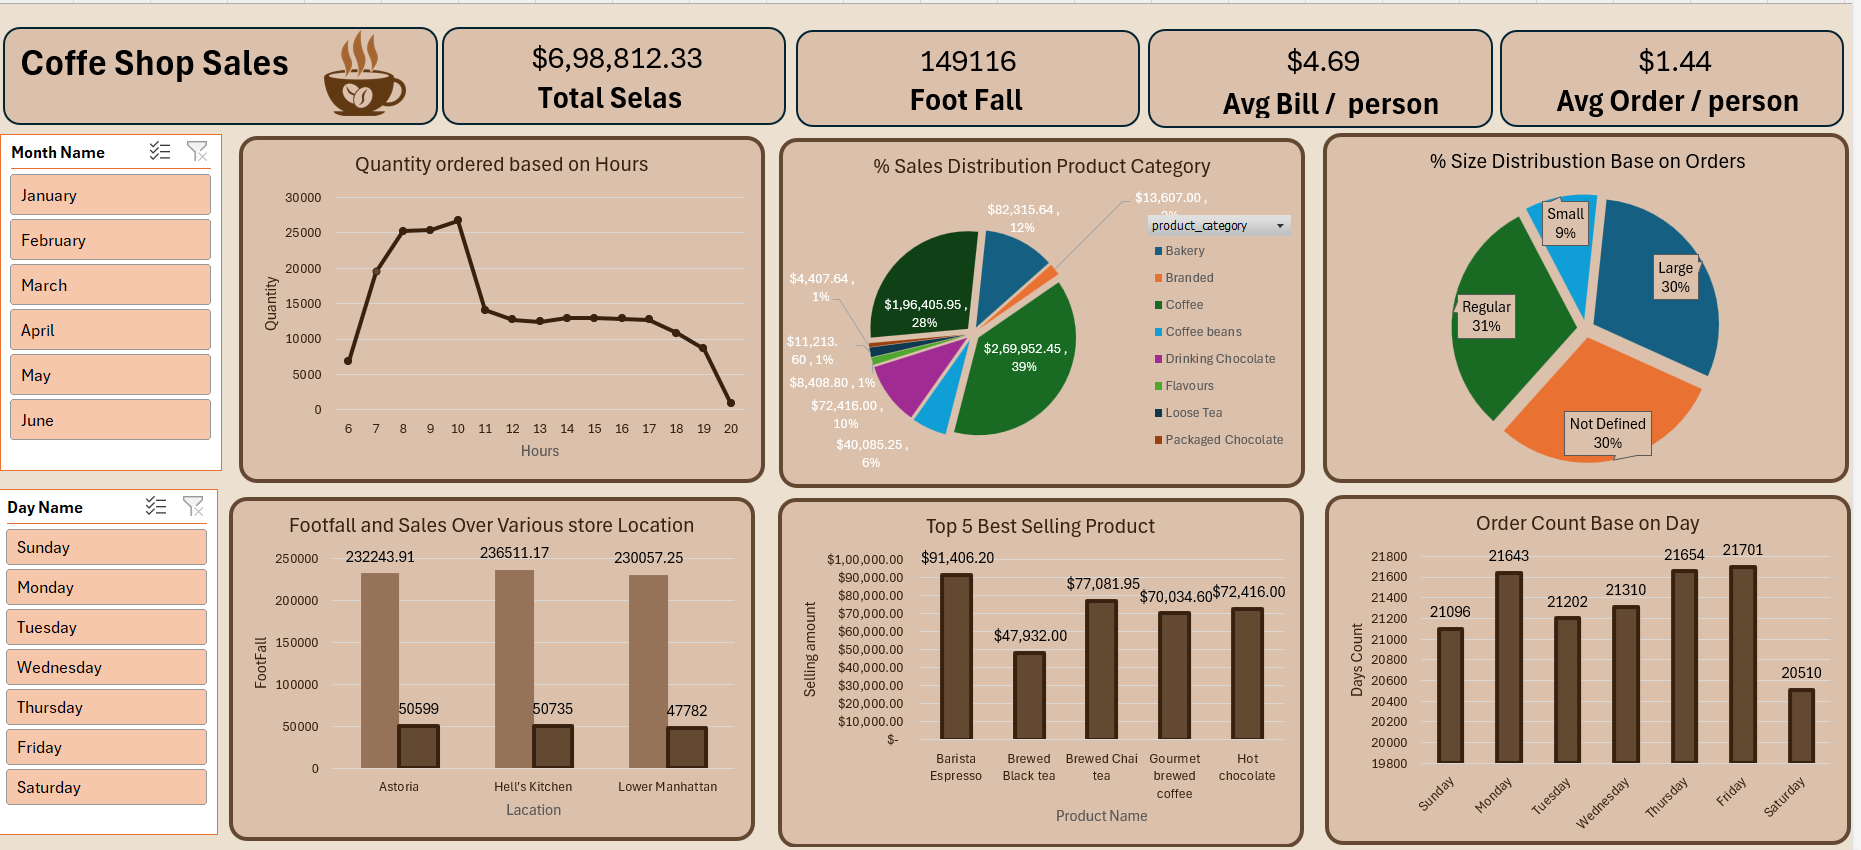 Coffe Shop Sales
$6,98,812.33
Total Selas
149116
Foot Fall
$4.69
Avg Bill / person
$1.44
Avg Order / person
Month Name
January
February
March
April
May
June
Day Name
Sunday
Monday
Tuesday
Wednesday
Thursday
Friday
Saturday
Quantity ordered based on Hours
Quantity
30000
25000
20000
15000
10000
5000
0
6 7 8 9 10 11 12 13 14 15 16 17 18 19 20
Hours
% Sales Distribution Product Category
$82,315.64 ,
12%
$13,607.00 ,
$4,407.64 ,
1%
$1,96,405.95 ,
28%
$11,213.
60 , 1%
$2,69,952.45 ,
39%
$8,408.80 , 1%
$72,416.00 ,
10%
$40,085.25 ,
6%
product_category
Bakery
Branded
Coffee
Coffee beans
Drinking Chocolate
Flavours
Loose Tea
Packaged Chocolate
% Size Distribustion Base on Orders
Small
9%
Large
30%
Regular
31%
Not Defined
30%
Footfall and Sales Over Various store Location
FootFall
250000
200000
150000
100000
50000
0
232243.91
236511.17
230057.25
50599
50735
47782
Astoria
Hell's Kitchen
Lower Manhattan
Lacation
Top 5 Best Selling Product
Selling amount
$1,00,000.00
$90,000.00
$80,000.00
$70,000.00
$60,000.00
$50,000.00
$40,000.00
$30,000.00
$20,000.00
$10,000.00
$-
$91,406.20
$47,932.00
$77,081.95
$70,034.60
$72,416.00
Barista
Espresso
Brewed
Black tea
Brewed Chai
tea
Gourmet
brewed
coffee
Hot
chocolate
Product Name
Order Count Base on Day
Days Count
21800
21600
21400
21200
21000
20800
20600
20400
20200
20000
19800
21096
21643
21202
21310
21654
21701
20510
Sunday
Monday
Tuesday
Wednesday
Thursday
Friday
Saturday